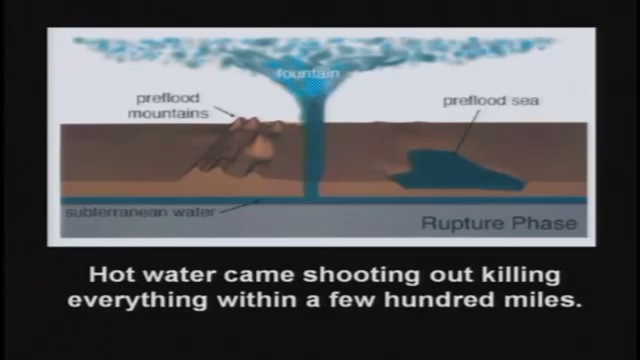 fountain
preflood
mountains
preflood sea
subterranean water
Rupture Phase
Hot water came shooting out killing
everything within a few hundred miles.